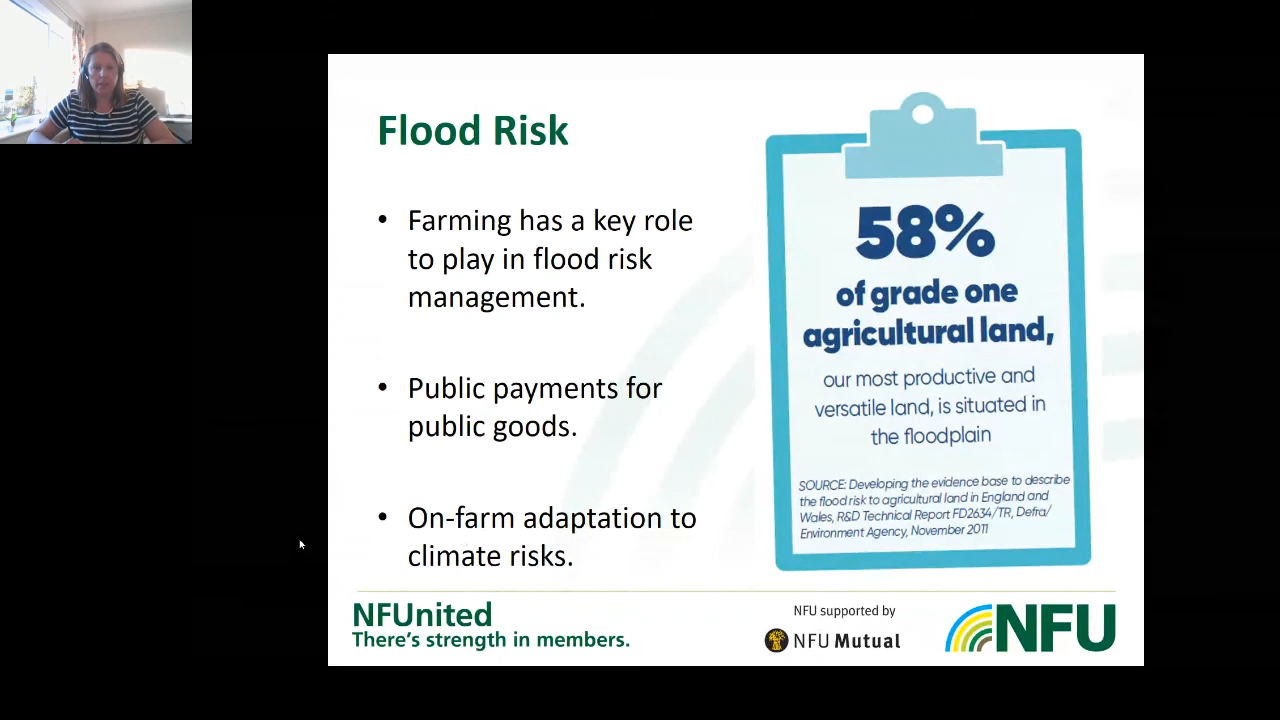 Flood Risk
• Farming has a key role
to play in flood risk
management.
• Public payments for
public goods.
• On-farm adaptation to
climate risks.
58%
of grade one
agricultural land,
our most productive and
versatile land, is situated in
the floodplain
SOURCE: Developing the evidence base to describe
the flood risk to agricultural land in England and
Wales, R&D Technical Report FD2634/TR, Defra/
Environment Agency, November 2011
NFUnited
There's strength in members.
NFU supported by
NFU Mutual
NFU